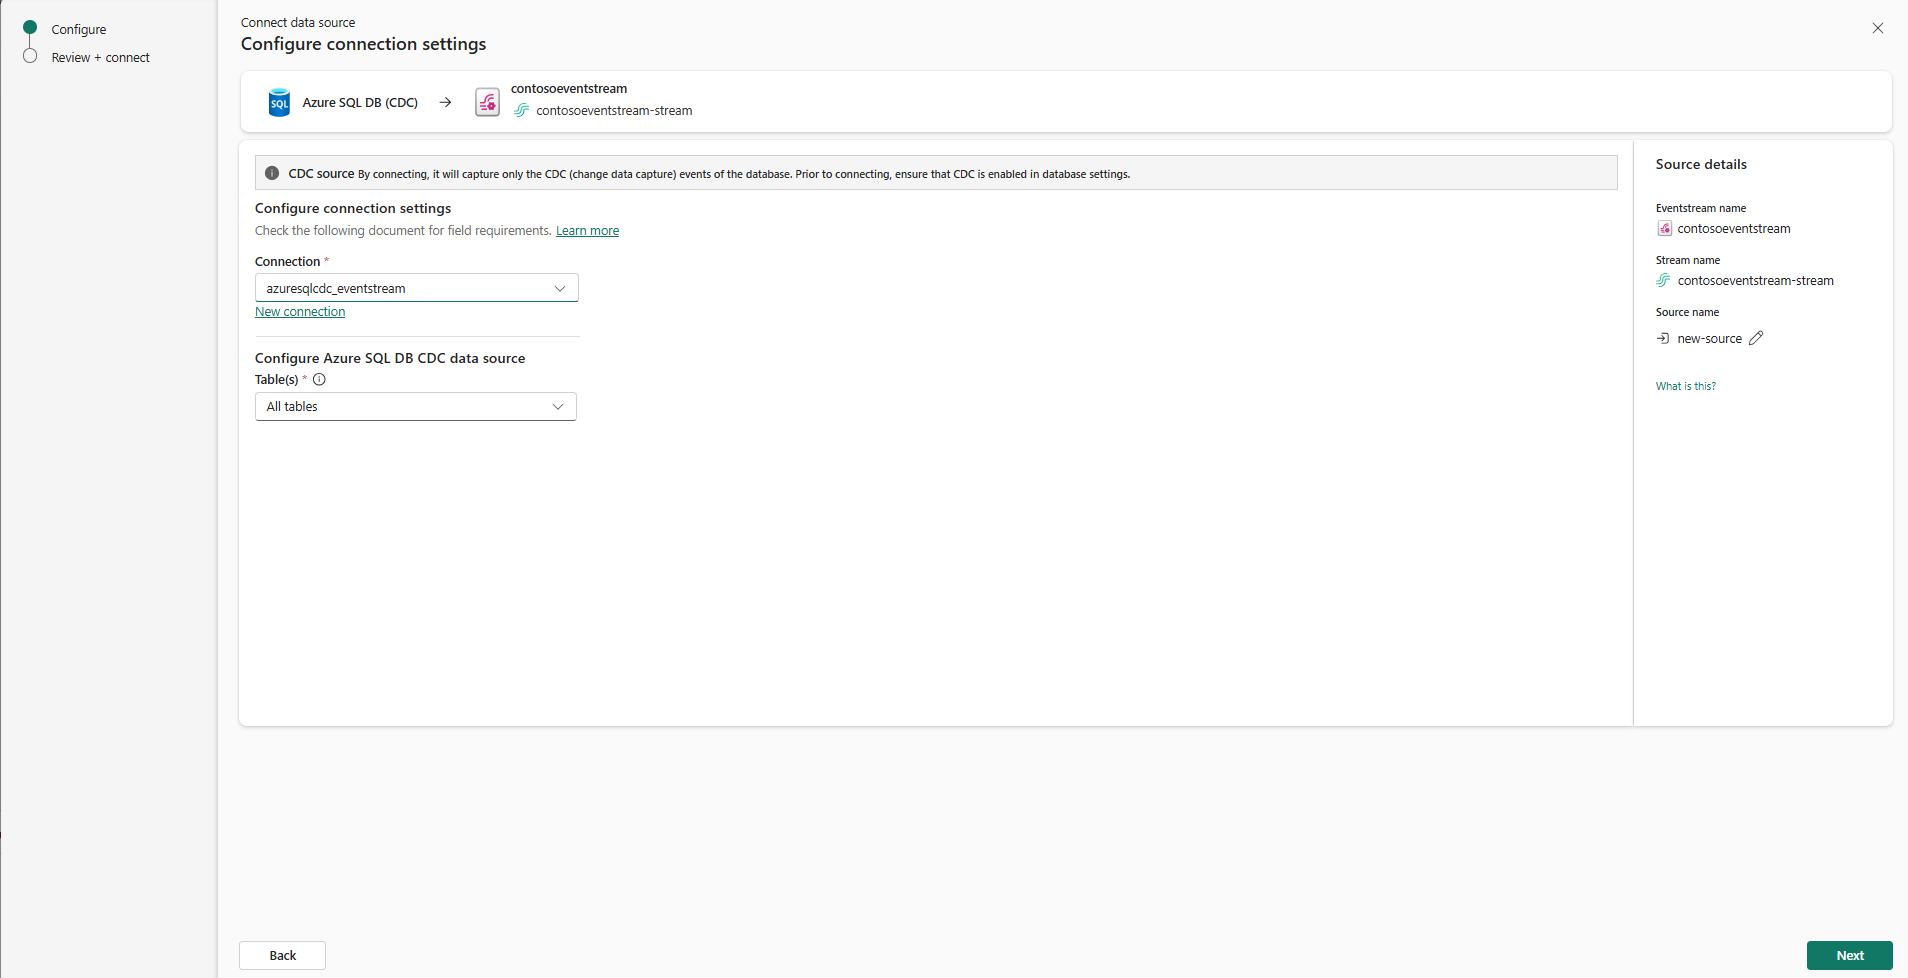 Configure
Review + connect
Connect data source
Configure connection settings
SQL
Azure SQL DB (CDC)
contosoeventstream
contosoeventstream-stream
CDC source By connecting, it will capture only the CDC (change data capture) events of the database. Prior to connecting, ensure that CDC is enabled in database settings.
Configure connection settings
Check the following document for field requirements. Learn more
Connection *
azuresqlcdc_eventstream
New connection
Configure Azure SQL DB CDC data source
Table(s) *
All tables
Source details
Eventstream name
contosoeventstream
Stream name
contosoeventstream-stream
Source name
new-source
What is this?
Back
Next